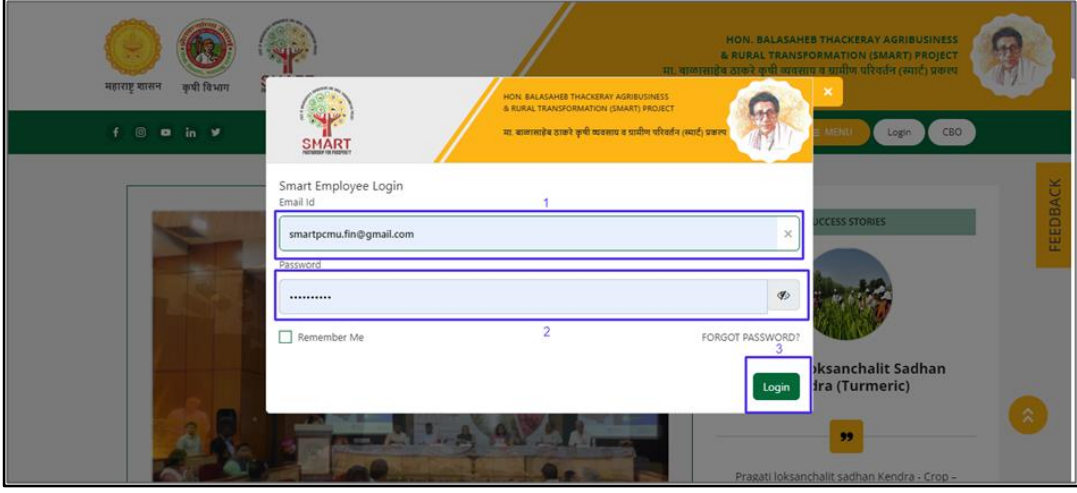 HON. BALASAHEB THACKERAY AGRIBUSINESS
& RURAL TRANSFORMATION (SMART) PROJECT
मा. बाळासाहेब ठाकरे कृषी व्यवसाय व ग्रामीण परिवर्तन (स्मार्ट) प्रकल्प
महाराष्ट्र शासन
कृषी विभाग
MENU
Login
CBO
HON. BALASAHEB THACKERAY AGRIBUSINESS
& RURAL TRANSFORMATION (SMART) PROJECT
मा. बाळासाहेब ठाकरे कृषी व्यवसाय व ग्रामीण परिवर्तन (स्मार्ट) प्रकल्प
SMART
Smart Employee Login
Email Id
1
smartpcmu.fin@gmail.com
Password
••••••••••
2
Remember Me
FORGOT PASSWORD?
3
Login
FEEDBACK
UCCESS STORIES
oksanchalit Sadhan
dra (Turmeric)
Pragati loksanchalit sadhan Kendra - Crop –